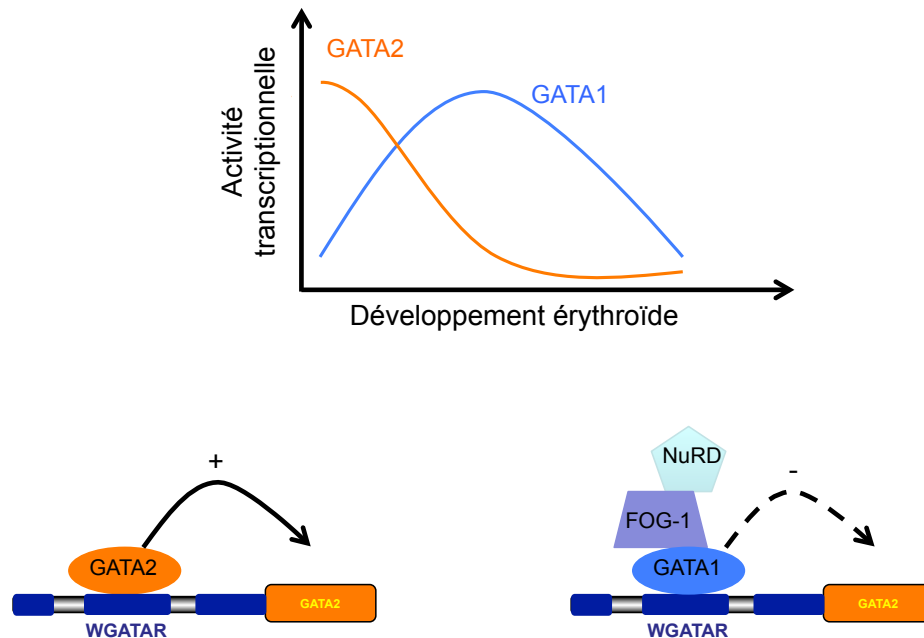 GATA2
GATA1
Activité
transcriptionnelle
Développement érythroïde
+
GATA2
GATA2
WGATAR
NuRD
-
FOG-1
GATA1
GATA2
WGATAR